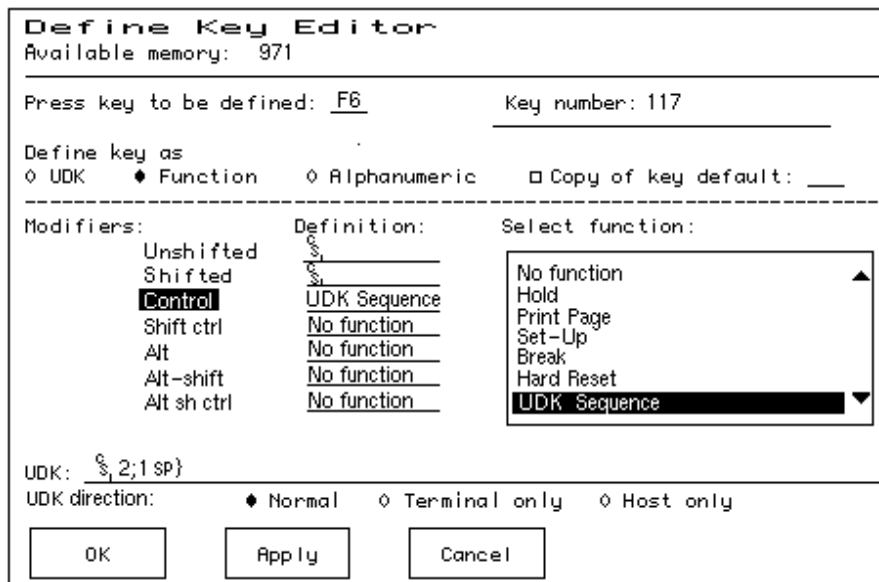 Define Key Editor
Available memory: 971
Press key to be defined: F6 Key number: 117
Define key as
UDK Function Alphanumeric Copy of key default: ___
Modifiers: Definition: Select function:
Unshifted CSI
Shifted CSI
Control UDK Sequence
Shift ctrl No function
Alt No function
Alt-shift No function
Alt sh ctrl No function
No function
Hold
Print Page
Set-Up
Break
Hard Reset
UDK Sequence
UDK: CSI 2;1 SP}
UDK direction: Normal Terminal only Host only
OK Apply Cancel